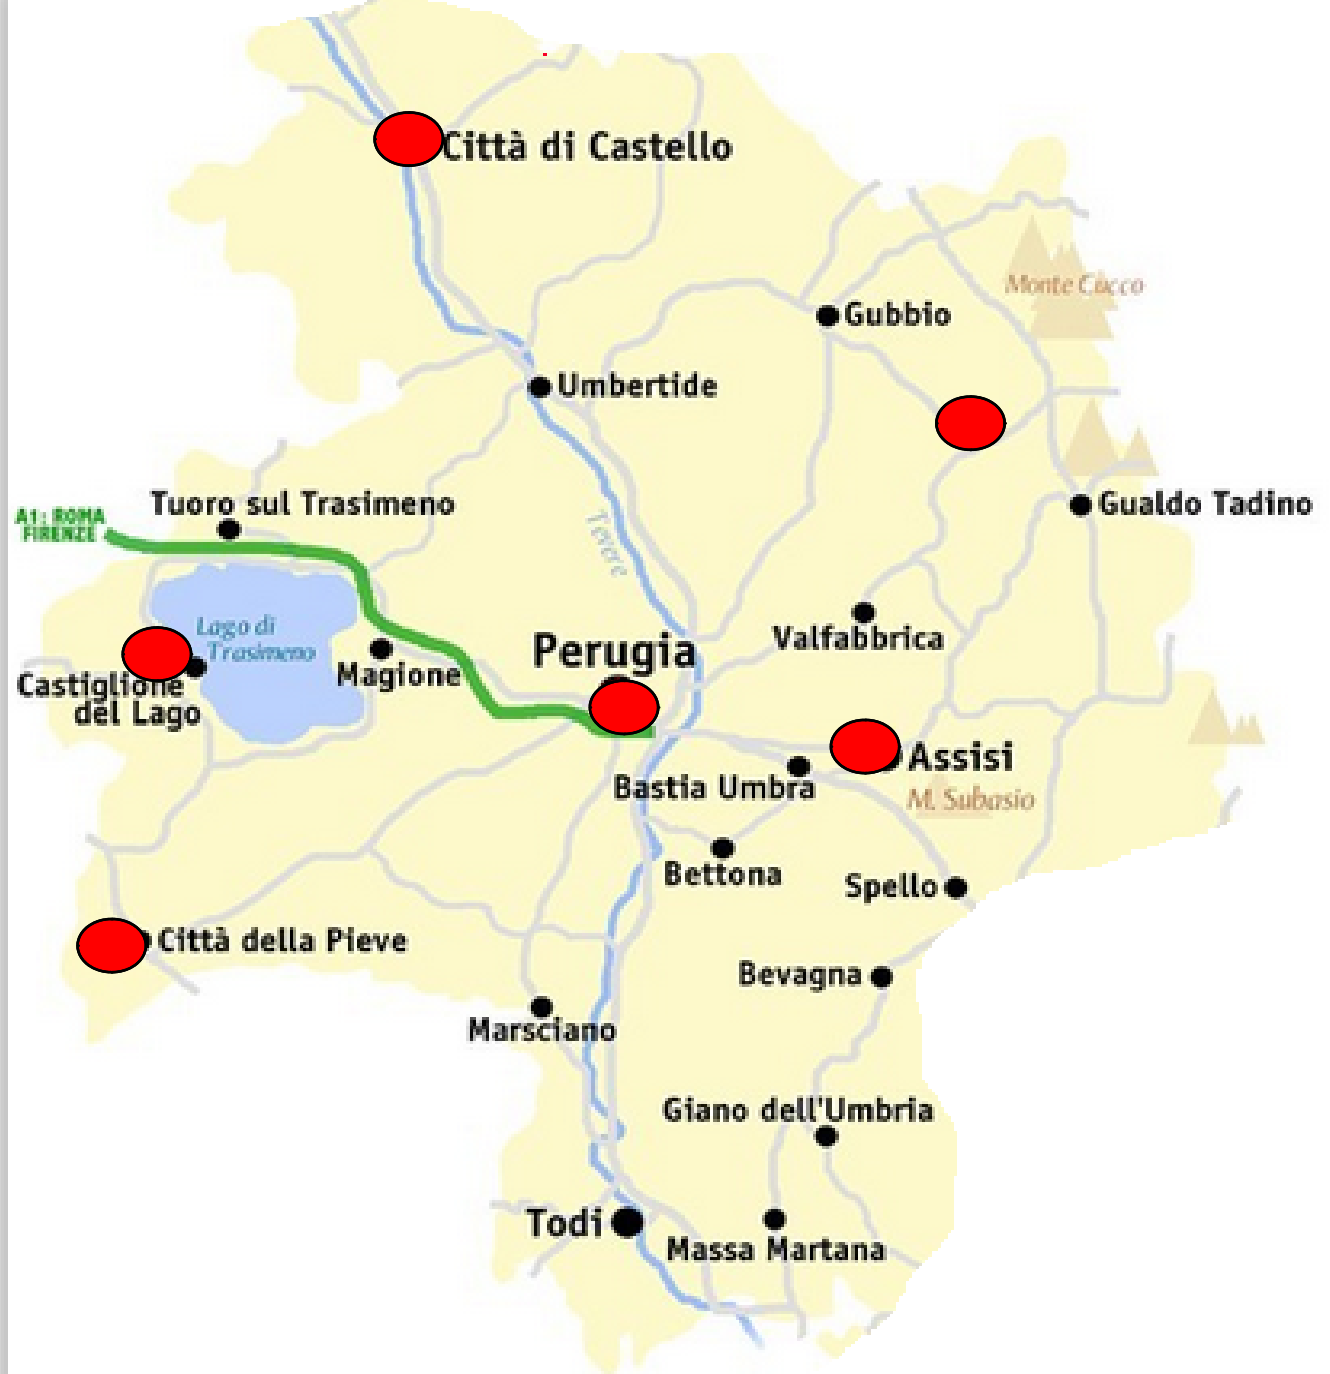 Città di Castello
Monte Cucco
Gubbio
Umbertide
Tuoro sul Trasimeno
Gualdo Tadino
A1: ROMA
FIRENZE
Tevere
Lago di
Trasimeno
Valfabbrica
Perugia
Magione
Castiglione
del Lago
Assisi
Bastia Umbra
M. Subasio
Bettona
Spello
Città della Pieve
Bevagna
Marsciano
Giano dell'Umbria
Todi
Massa Martana